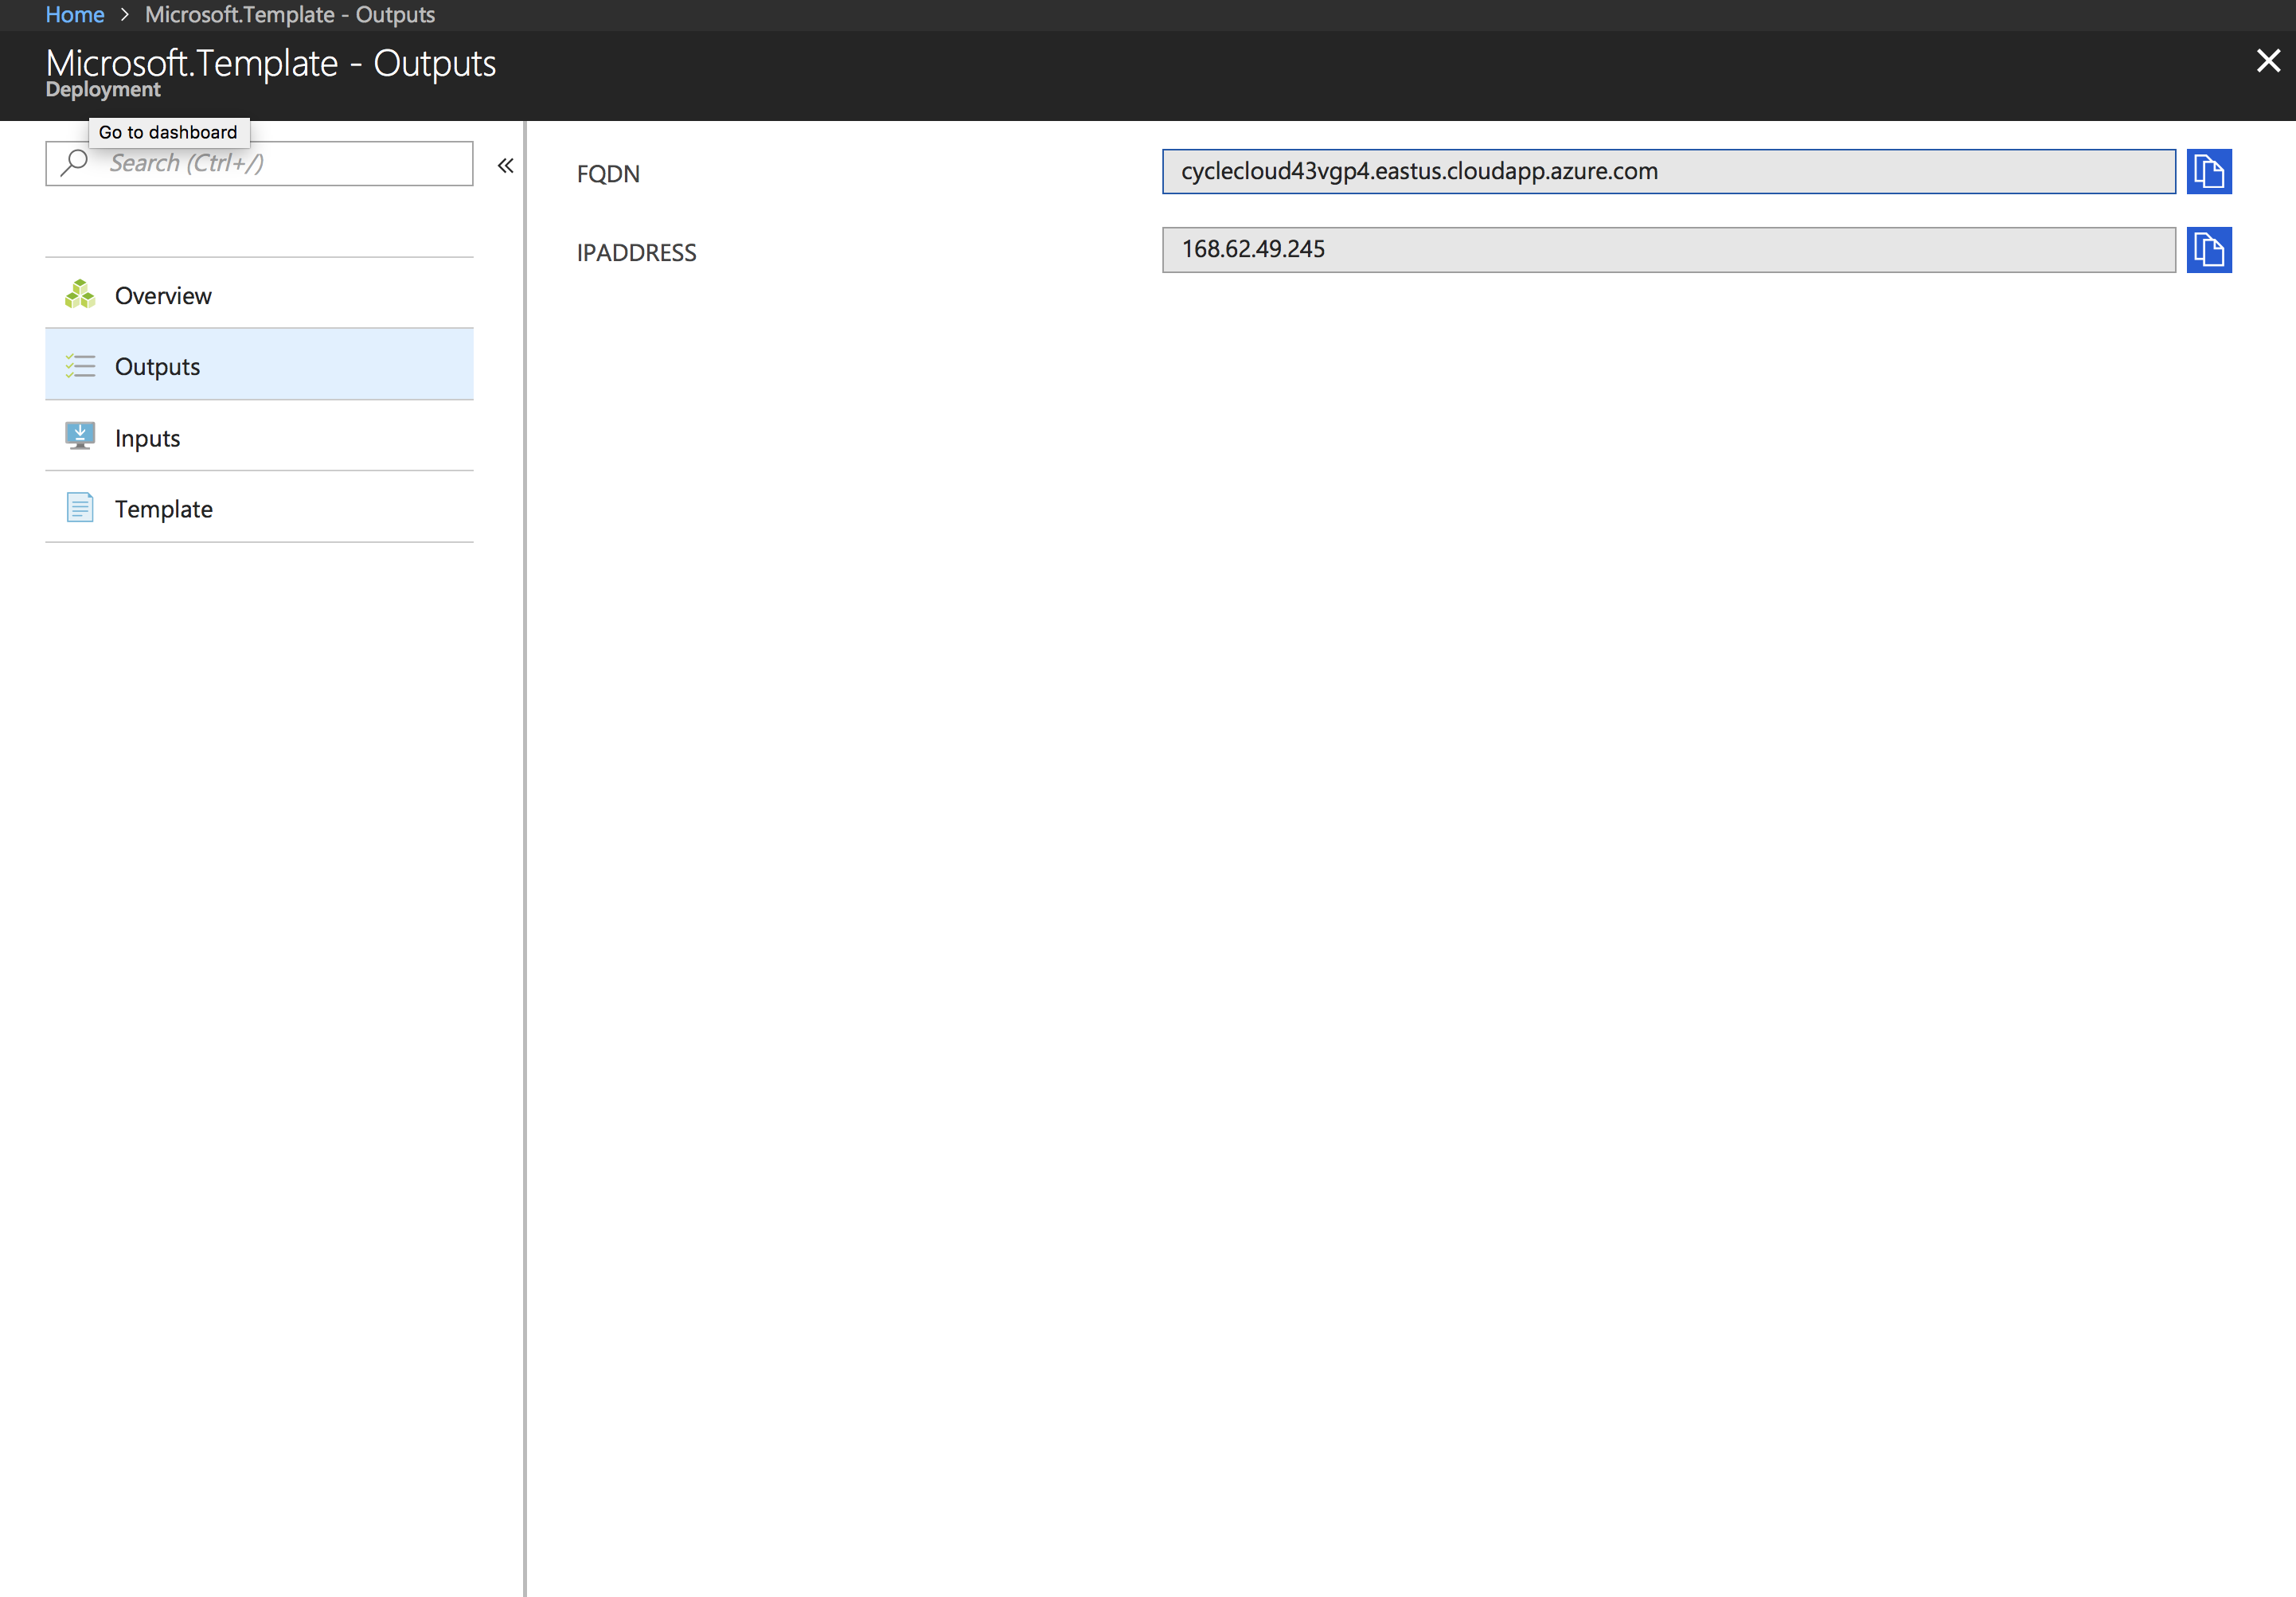 Home > Microsoft.Template - Outputs
Microsoft.Template - Outputs
Deployment
Go to dashboard
Search (Ctrl+/)
«
Overview
Outputs
Inputs
Template
FQDN
cyclecloud43vgp4.eastus.cloudapp.azure.com
IPADDRESS
168.62.49.245